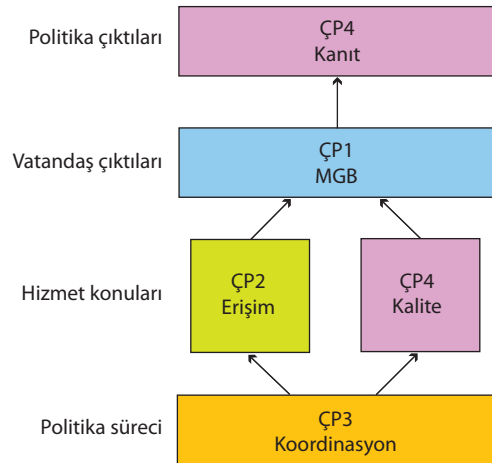 Politika çıktıları
ÇP4
Kanıt
Vatandaş çıktıları
ÇP1
MGB
Hizmet konuları
ÇP2
Erişim
ÇP4
Kalite
Politika süreci
ÇP3
Koordinasyon